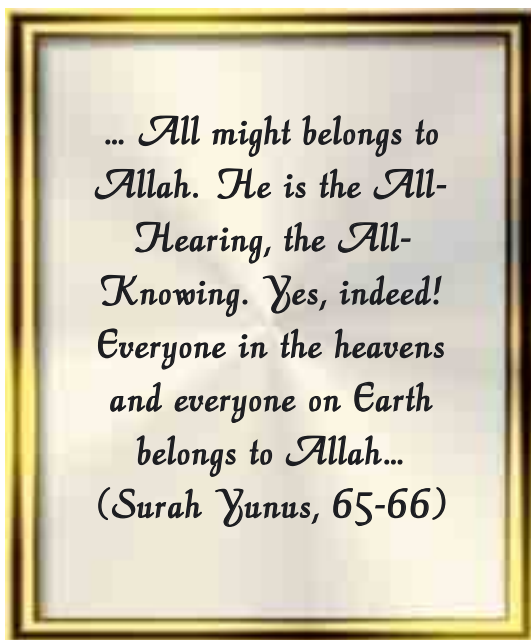 ... All might belongs to
Allah. He is the All-
Hearing, the All-
Knowing. Yes, indeed!
Everyone in the heavens
and everyone on Earth
belongs to Allah...
(Surah Yunus, 65-66)